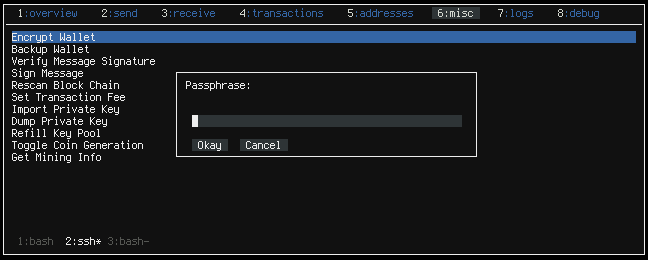 1:overview 2:send 3:receive 4:transactions 5:addresses 6:misc 7:logs 8:debug
Encrypt Wallet
Backup Wallet
Verify Message Signature
Sign Message
Rescan Block Chain
Set Transaction Fee
Import Private Key
Dump Private Key
Refill Key Pool
Toggle Coin Generation
Get Mining Info
Passphrase:
Okay Cancel
1:bash 2:ssh* 3:bash-